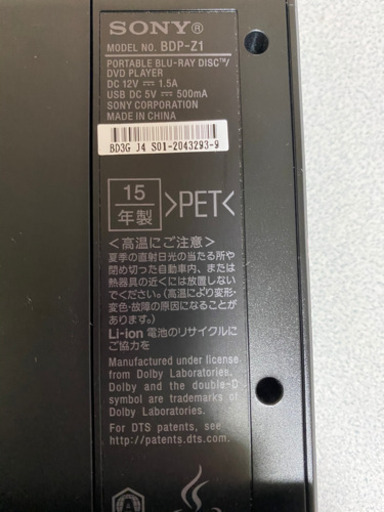 SONY®
MODEL NO. BDP-Z1
PORTABLE BLU-RAY DISC™/
DVD PLAYER
DC 12V ⎓ 1.5A
USB DC 5V ⎓ 500mA
SONY CORPORATION
MADE IN CHINA
BD3G J4 S01-2043293-9
15
年製
>PET<
＜高温にご注意＞
夏季の直射日光の当たる所や
閉め切った自動車内、または
熱器具の近くには放置しない
でください。(高温により変形・
変色・故障の原因になることが
あります。)
Li-ion 電池のリサイクルに
ご協力を
Manufactured under license
from Dolby Laboratories.
Dolby and the double-D
symbol are trademarks of
Dolby Laboratories.
For DTS patents, see
http://patents.dts.com.
A